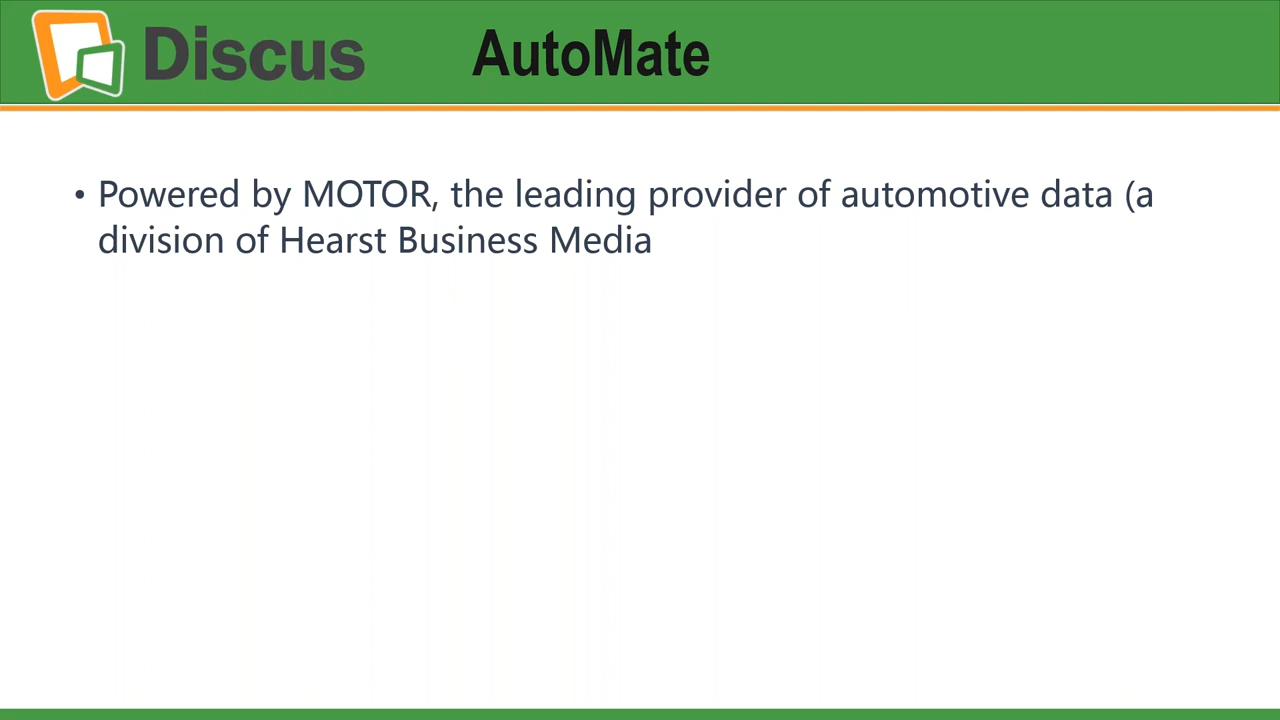 Discus
AutoMate
• Powered by MOTOR, the leading provider of automotive data (a
division of Hearst Business Media